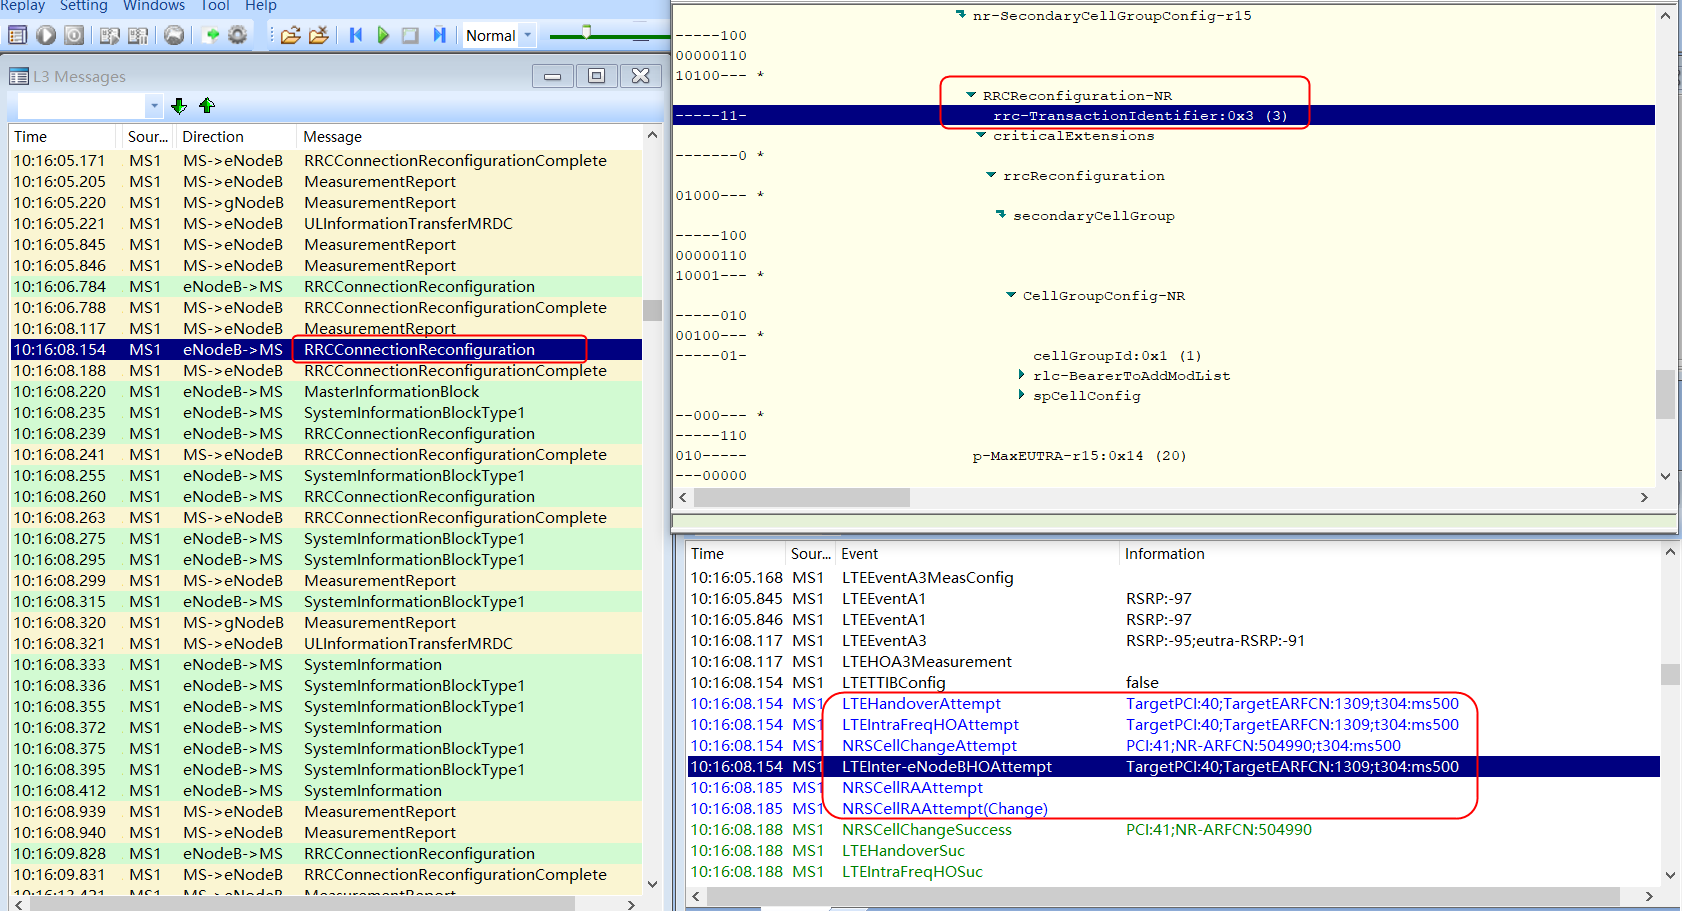 Replay Setting Windows Tool Help
Normal
L3 Messages
Time Sour... Direction Message
10:16:05.171 MS1 MS->eNodeB RRCConnectionReconfigurationComplete
10:16:05.205 MS1 MS->eNodeB MeasurementReport
10:16:05.220 MS1 MS->gNodeB MeasurementReport
10:16:05.221 MS1 MS->eNodeB ULInformationTransferMRDC
10:16:05.845 MS1 MS->eNodeB MeasurementReport
10:16:05.846 MS1 MS->eNodeB MeasurementReport
10:16:06.784 MS1 eNodeB->MS RRCConnectionReconfiguration
10:16:06.788 MS1 MS->eNodeB RRCConnectionReconfigurationComplete
10:16:08.117 MS1 MS->eNodeB MeasurementReport
10:16:08.154 MS1 eNodeB->MS RRCConnectionReconfiguration
10:16:08.188 MS1 MS->eNodeB RRCConnectionReconfigurationComplete
10:16:08.220 MS1 eNodeB->MS MasterInformationBlock
10:16:08.235 MS1 eNodeB->MS SystemInformationBlockType1
10:16:08.239 MS1 eNodeB->MS RRCConnectionReconfiguration
10:16:08.241 MS1 MS->eNodeB RRCConnectionReconfigurationComplete
10:16:08.255 MS1 eNodeB->MS SystemInformationBlockType1
10:16:08.260 MS1 eNodeB->MS RRCConnectionReconfiguration
10:16:08.263 MS1 MS->eNodeB RRCConnectionReconfigurationComplete
10:16:08.275 MS1 eNodeB->MS SystemInformationBlockType1
10:16:08.295 MS1 eNodeB->MS SystemInformationBlockType1
10:16:08.299 MS1 MS->eNodeB MeasurementReport
10:16:08.315 MS1 eNodeB->MS SystemInformationBlockType1
10:16:08.320 MS1 MS->gNodeB MeasurementReport
10:16:08.321 MS1 MS->eNodeB ULInformationTransferMRDC
10:16:08.333 MS1 eNodeB->MS SystemInformation
10:16:08.336 MS1 eNodeB->MS SystemInformationBlockType1
10:16:08.355 MS1 eNodeB->MS SystemInformationBlockType1
10:16:08.372 MS1 eNodeB->MS SystemInformation
10:16:08.375 MS1 eNodeB->MS SystemInformationBlockType1
10:16:08.395 MS1 eNodeB->MS SystemInformationBlockType1
10:16:08.412 MS1 eNodeB->MS SystemInformation
10:16:08.939 MS1 MS->eNodeB MeasurementReport
10:16:08.940 MS1 MS->eNodeB MeasurementReport
10:16:09.828 MS1 eNodeB->MS RRCConnectionReconfiguration
10:16:09.831 MS1 MS->eNodeB RRCConnectionReconfigurationComplete
10:16:13.421 MS1 MS->eNodeB MeasurementReport
nr-SecondaryCellGroupConfig-r15
-----100
00000110
10100--- *
RRCReconfiguration-NR
-----11- rrc-TransactionIdentifier:0x3 (3)
criticalExtensions
-------0 *
rrcReconfiguration
01000--- *
secondaryCellGroup
-----100
00000110
10001--- *
CellGroupConfig-NR
-----010
00100--- *
-----01- cellGroupId:0x1 (1)
rlc-BearerToAddModList
spCellConfig
--000--- *
-----110
010----- p-MaxEUTRA-r15:0x14 (20)
---00000
Time Sour... Event Information
10:16:05.168 MS1 LTEEventA3MeasConfig
10:16:05.845 MS1 LTEEventA1 RSRP:-97
10:16:05.846 MS1 LTEEventA1 RSRP:-97
10:16:08.117 MS1 LTEEventA3 RSRP:-95;eutra-RSRP:-91
10:16:08.117 MS1 LTEHOA3Measurement
10:16:08.154 MS1 LTETTIBConfig false
10:16:08.154 MS1 LTEHandoverAttempt TargetPCI:40;TargetEARFCN:1309;t304:ms500
10:16:08.154 MS1 LTEIntraFreqHOAttempt TargetPCI:40;TargetEARFCN:1309;t304:ms500
10:16:08.154 MS1 NRSCellChangeAttempt PCI:41;NR-ARFCN:504990;t304:ms500
10:16:08.154 MS1 LTEInter-eNodeBHOAttempt TargetPCI:40;TargetEARFCN:1309;t304:ms500
10:16:08.185 MS1 NRSCellRAAttempt
10:16:08.185 MS1 NRSCellRAAttempt(Change)
10:16:08.188 MS1 NRSCellChangeSuccess PCI:41;NR-ARFCN:504990
10:16:08.188 MS1 LTEHandoverSuc
10:16:08.188 MS1 LTEIntraFreqHOSuc